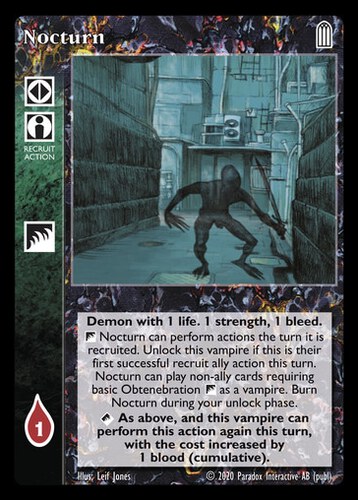 Nocturn
RECRUIT
ACTION
Demon with 1 life. 1 strength, 1 bleed.
Nocturn can perform actions the turn it is
recruited. Unlock this vampire if this is their
first successful recruit ally action this turn.
Nocturn can play non-ally cards requiring
basic Obtenebration as a vampire. Burn
Nocturn during your unlock phase.
As above, and this vampire can
perform this action again this turn,
with the cost increased by
1 blood (cumulative).
1
Illus: Leif Jones © 2020 Paradox Interactive AB (publ)